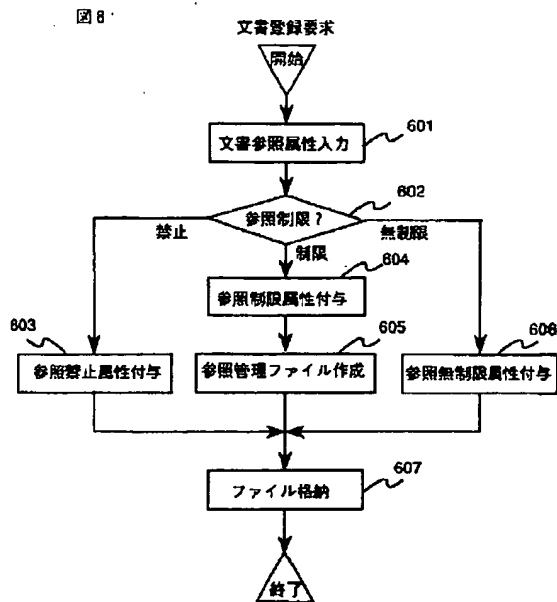 図8
文書登録要求
開始
文書参照属性入力
601
参照制限?
602
禁止
制限
無制限
参照制限属性付与
604
603
参照禁止属性付与
参照管理ファイル作成
605
参照無制限属性付与
606
ファイル格納
607
終了